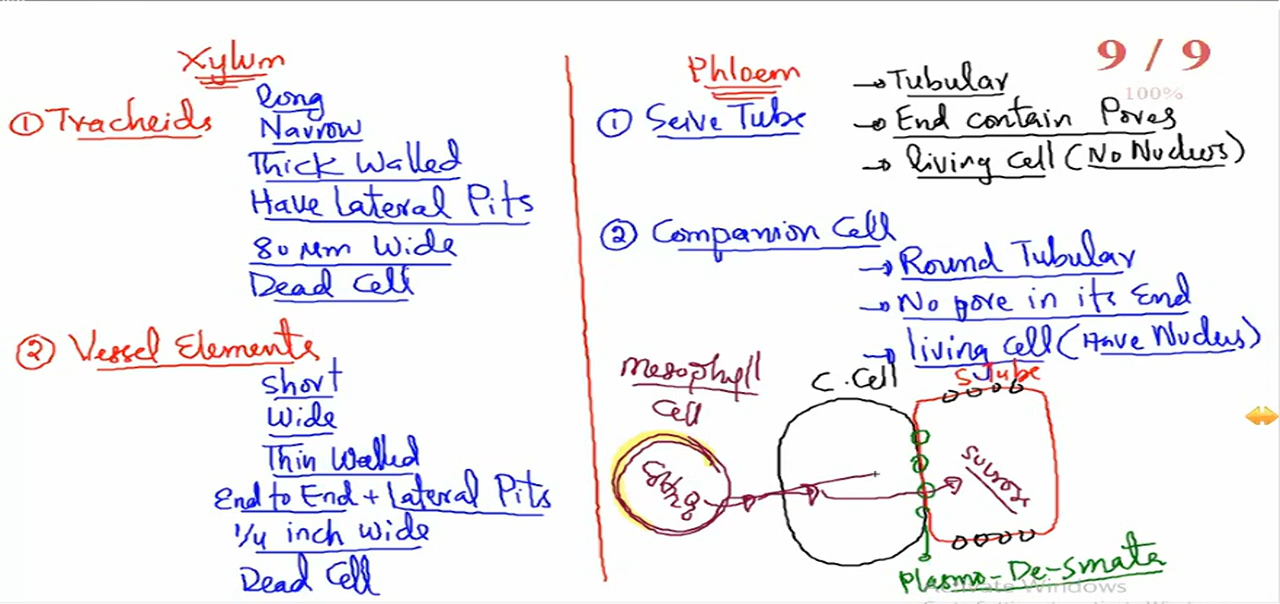 Xylum
① Tracheids
long
Narrow
Thick Walled
Have Lateral Pits
80 Mm Wide
Dead Cell
② Vessel Elements
Short
Wide
Thin Walled
End to End + Lateral Pits
1/4 inch Wide
Dead Cell
Phloem
9 / 9
100%
① Seive Tube
→ Tubular
→ End contain Pores
→ living cell (No Nucleus)
② Companion Cell
→ Round Tubular
→ No pore in its End
→ living cell (Have Nucleus)
Mesophyll
Cell
C. Cell
S. Tube
Sucrose
Plasmo-De-smata
Activate Windows